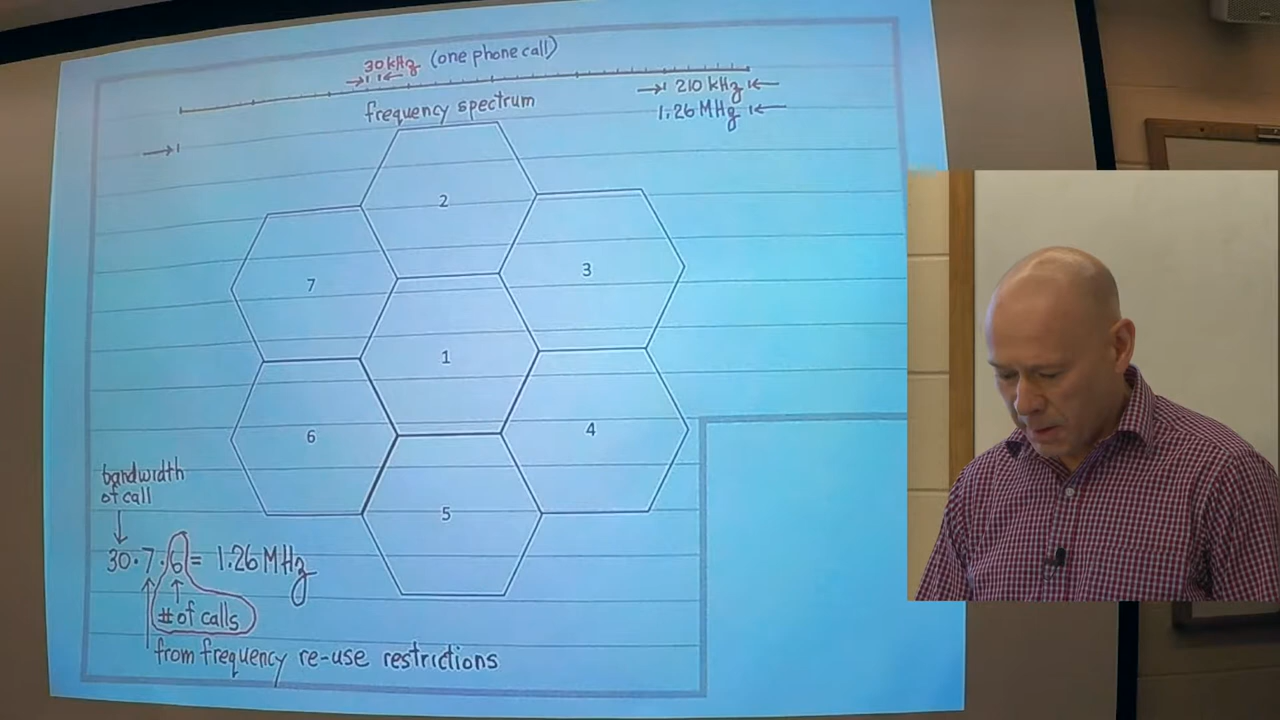 30 kHz (one phone call)
frequency spectrum
210 kHz
1.26 MHz
2
3
7
1
4
6
5
bandwidth
of call
30·7·6 = 1.26 MHz
# of calls
from frequency re-use restrictions